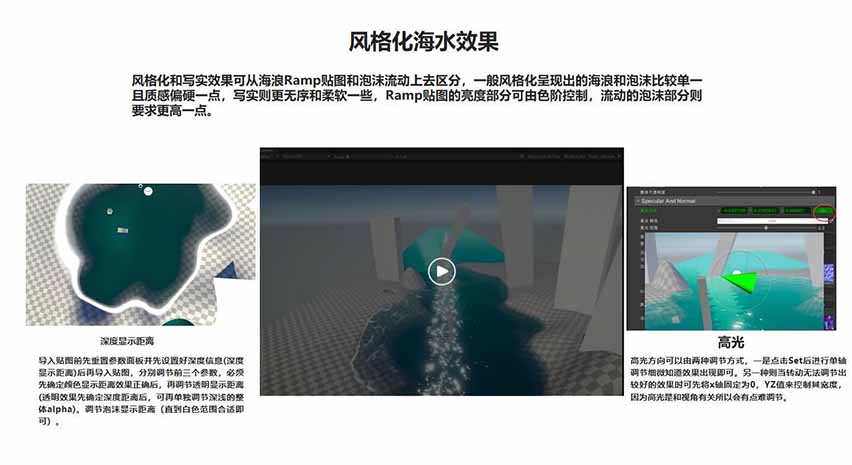 风格化海水效果
风格化和写实效果可从海浪Ramp贴图和泡沫流动上去区分，一般风格化呈现出的海浪和泡沫比较单一
且质感偏硬一点，写实则更无序和柔软一些，Ramp贴图的亮度部分可由色阶控制，流动的泡沫部分则
要求更高一点。
深度显示距离
导入贴图前先重置参数面板并先设置好深度信息(深度
显示距离)后再导入贴图，分别调节前三个参数，必须
先确定颜色显示距离效果正确后，再调节透明显示距离
(透明效果先确定深度距离后，可再单独调节深浅的整
体alpha)。调节泡沫显示距离（直到白色范围合适即
可）。
Specular And Normal
高光
高光方向可以由两种调节方式，一是点击Set后进行单轴
调节细微知道效果出现即可。另一种则当转动无法调节出
较好的效果时可先将x轴固定为0，YZ值来控制其宽度，
因为高光是和视角有关所以会有点难调节。